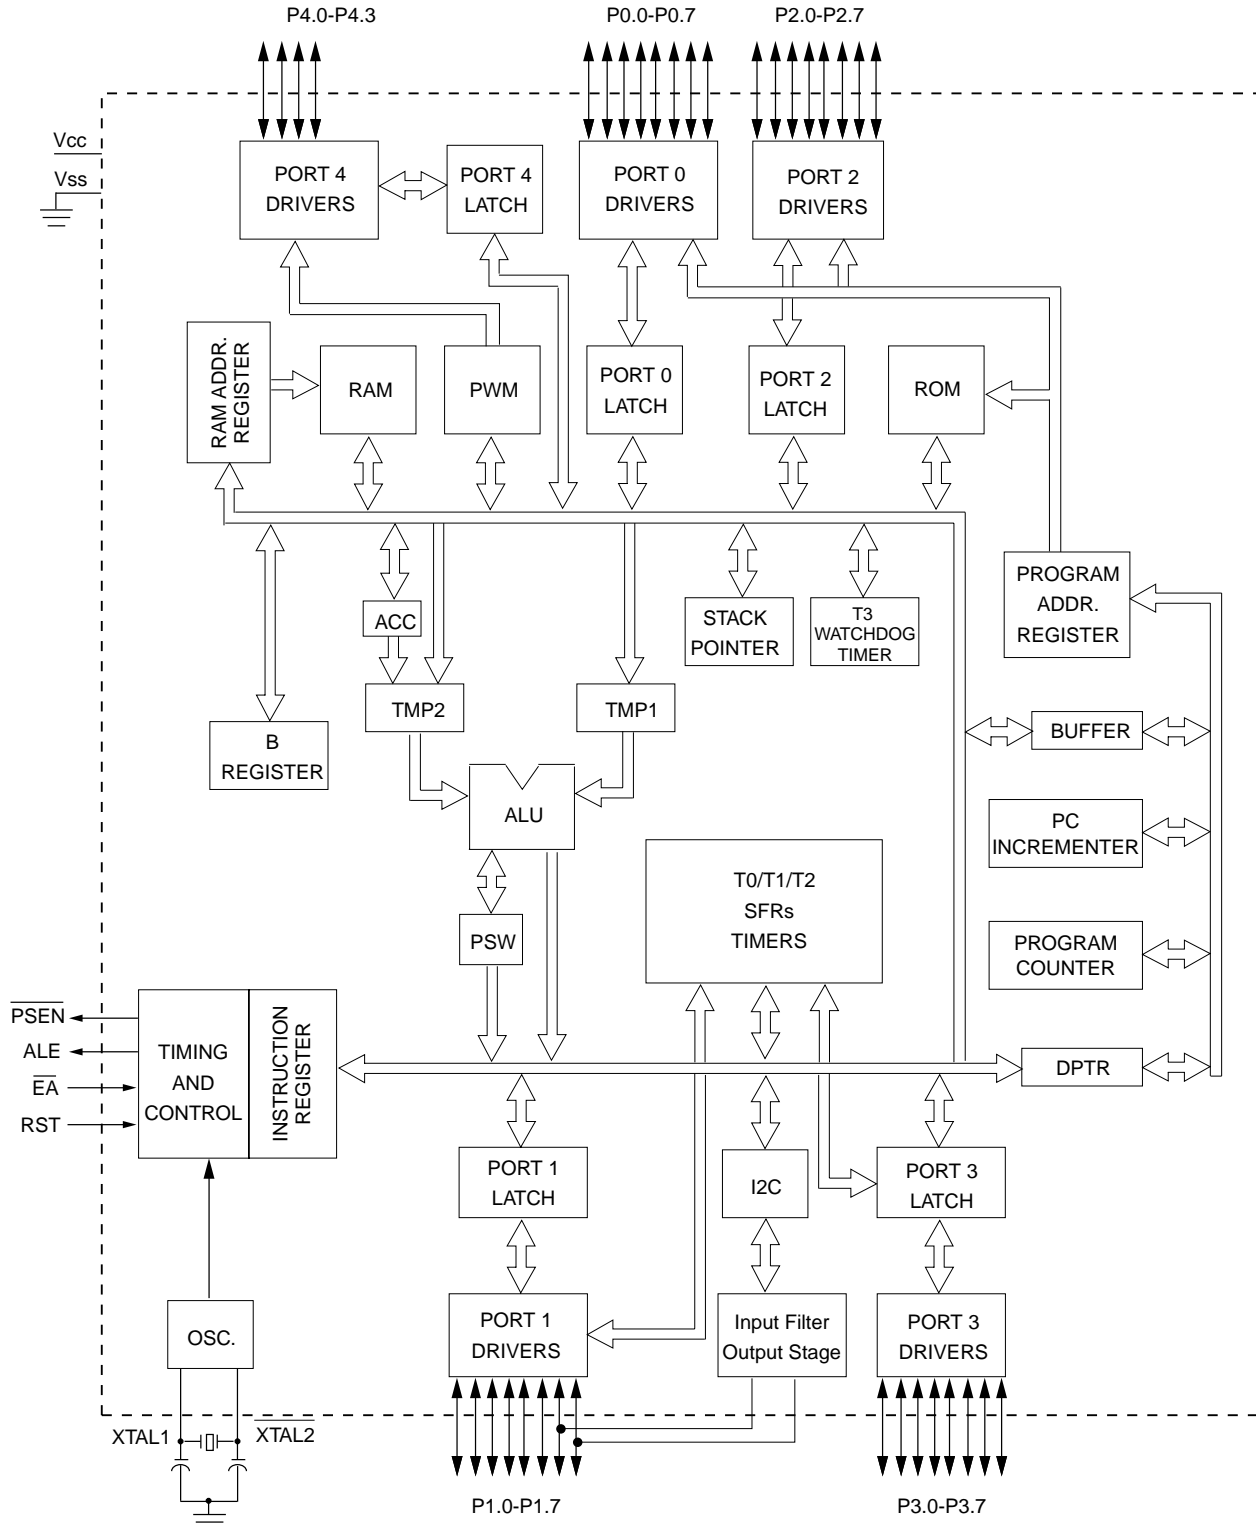 P4.0-P4.3
P0.0-P0.7
P2.0-P2.7
Vcc
Vss
PORT 4
DRIVERS
PORT 4
LATCH
PORT 0
DRIVERS
PORT 2
DRIVERS
RAM ADDR.
REGISTER
RAM
PWM
PORT 0
LATCH
PORT 2
LATCH
ROM
PROGRAM
ADDR.
REGISTER
ACC
STACK
POINTER
T3
WATCHDOG
TIMER
TMP2
TMP1
B
REGISTER
BUFFER
ALU
PC
INCREMENTER
T0/T1/T2
SFRs
TIMERS
PSW
PROGRAM
COUNTER
PSEN
ALE
EA
RST
TIMING
AND
CONTROL
INSTRUCTION
REGISTER
DPTR
PORT 1
LATCH
I2C
PORT 3
LATCH
OSC.
PORT 1
DRIVERS
Input Filter
Output Stage
PORT 3
DRIVERS
XTAL1
XTAL2
P1.0-P1.7
P3.0-P3.7